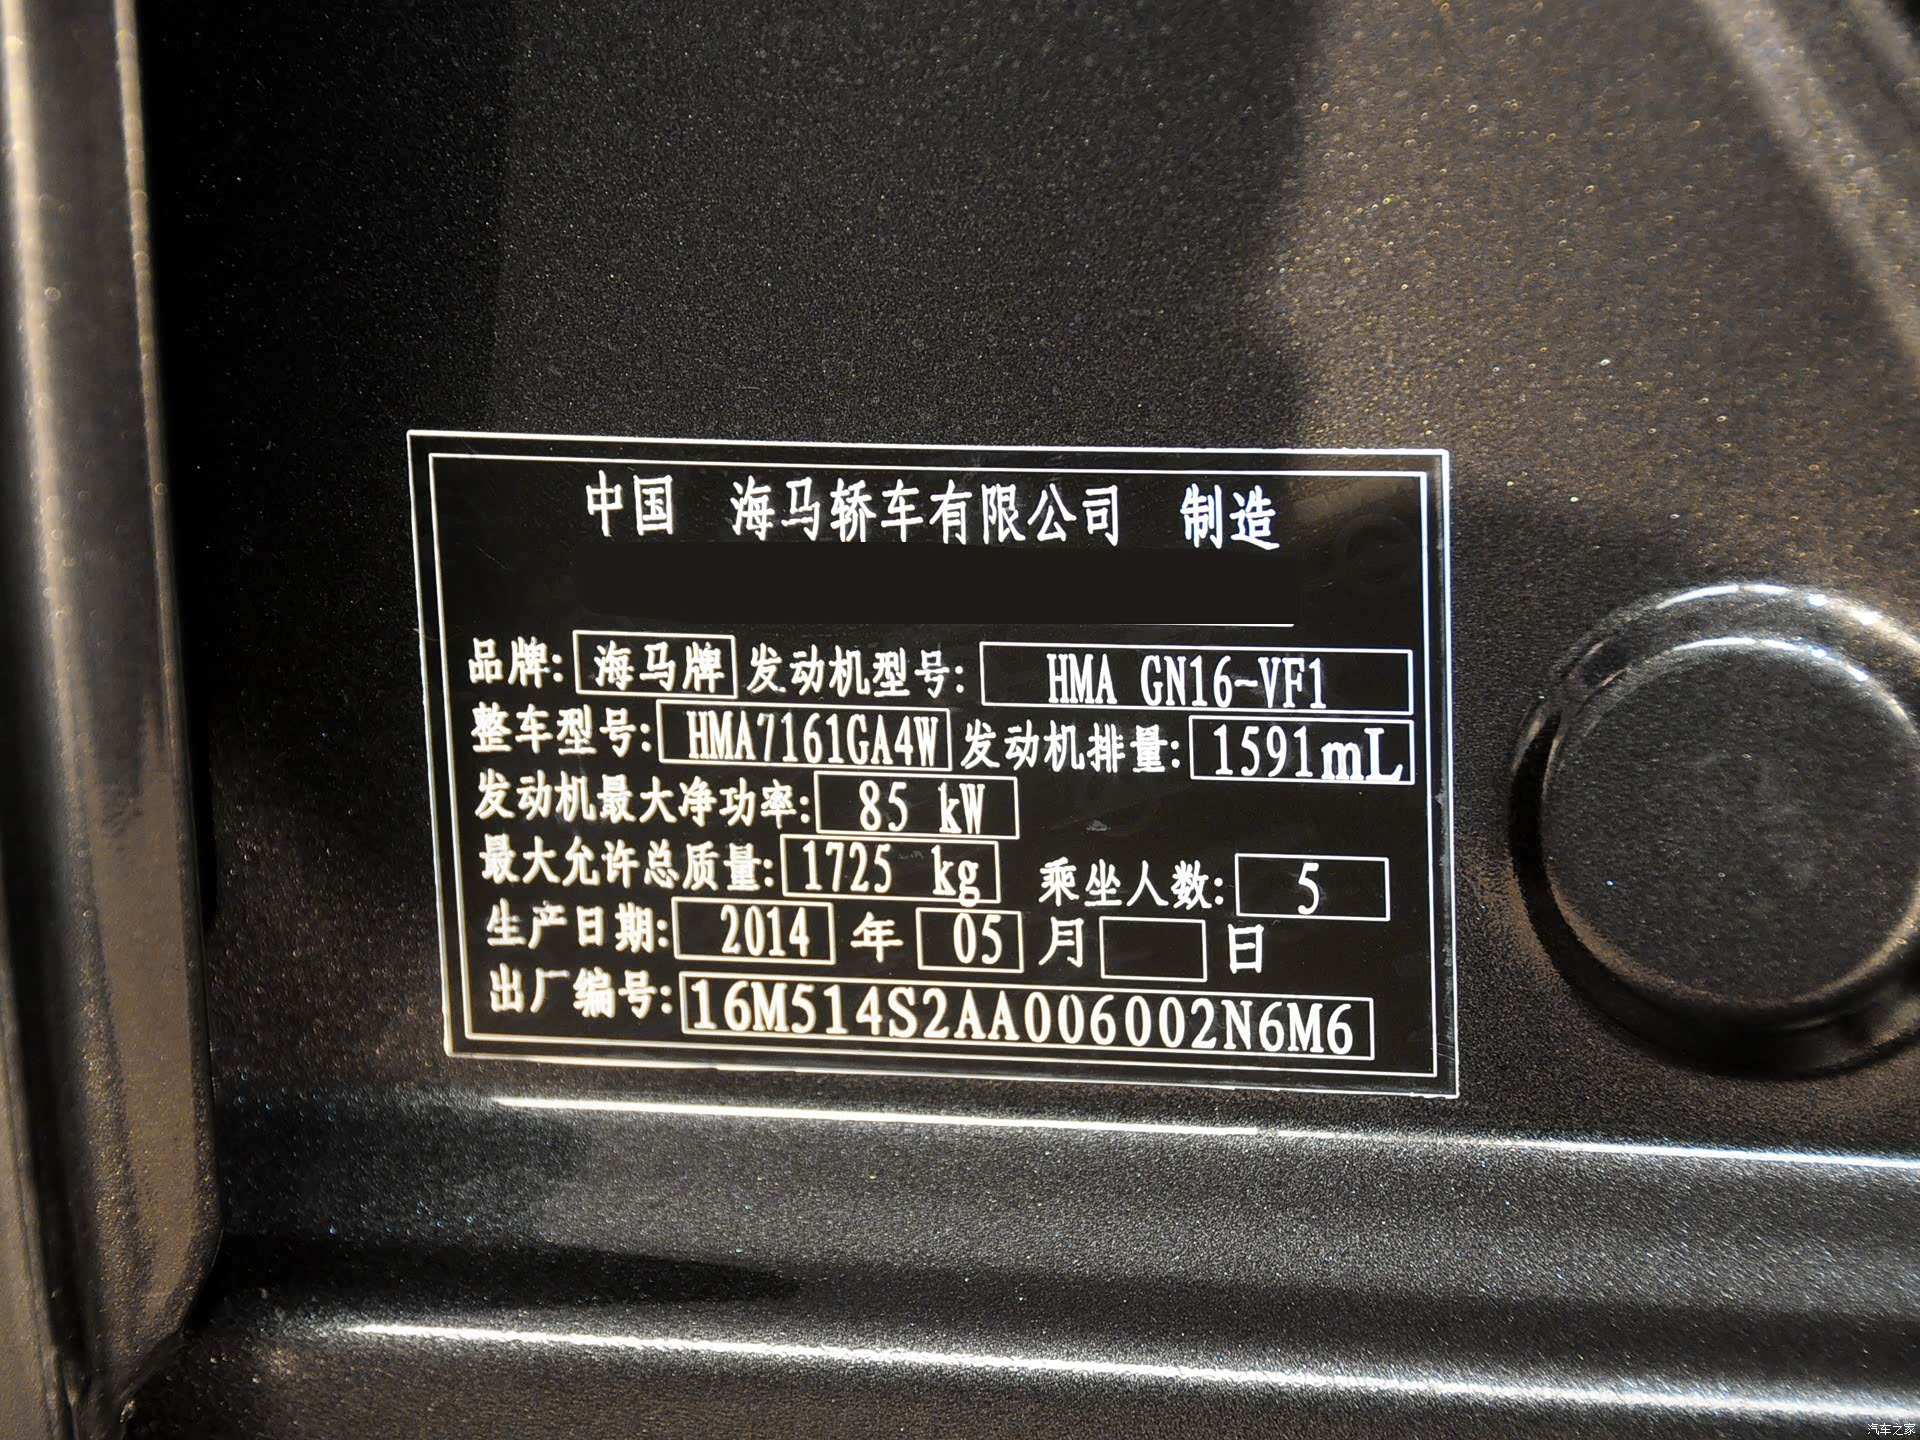 中国 海马轿车有限公司 制造
品牌: 海马牌 发动机型号: HMA GN16-VF1
整车型号: HMA7161GA4W 发动机排量: 1591mL
发动机最大净功率: 85 kW
最大允许总质量: 1725 kg 乘坐人数: 5
生产日期: 2014 年 05 月 日
出厂编号: 16M514S2AA006002N6M6
汽车之家